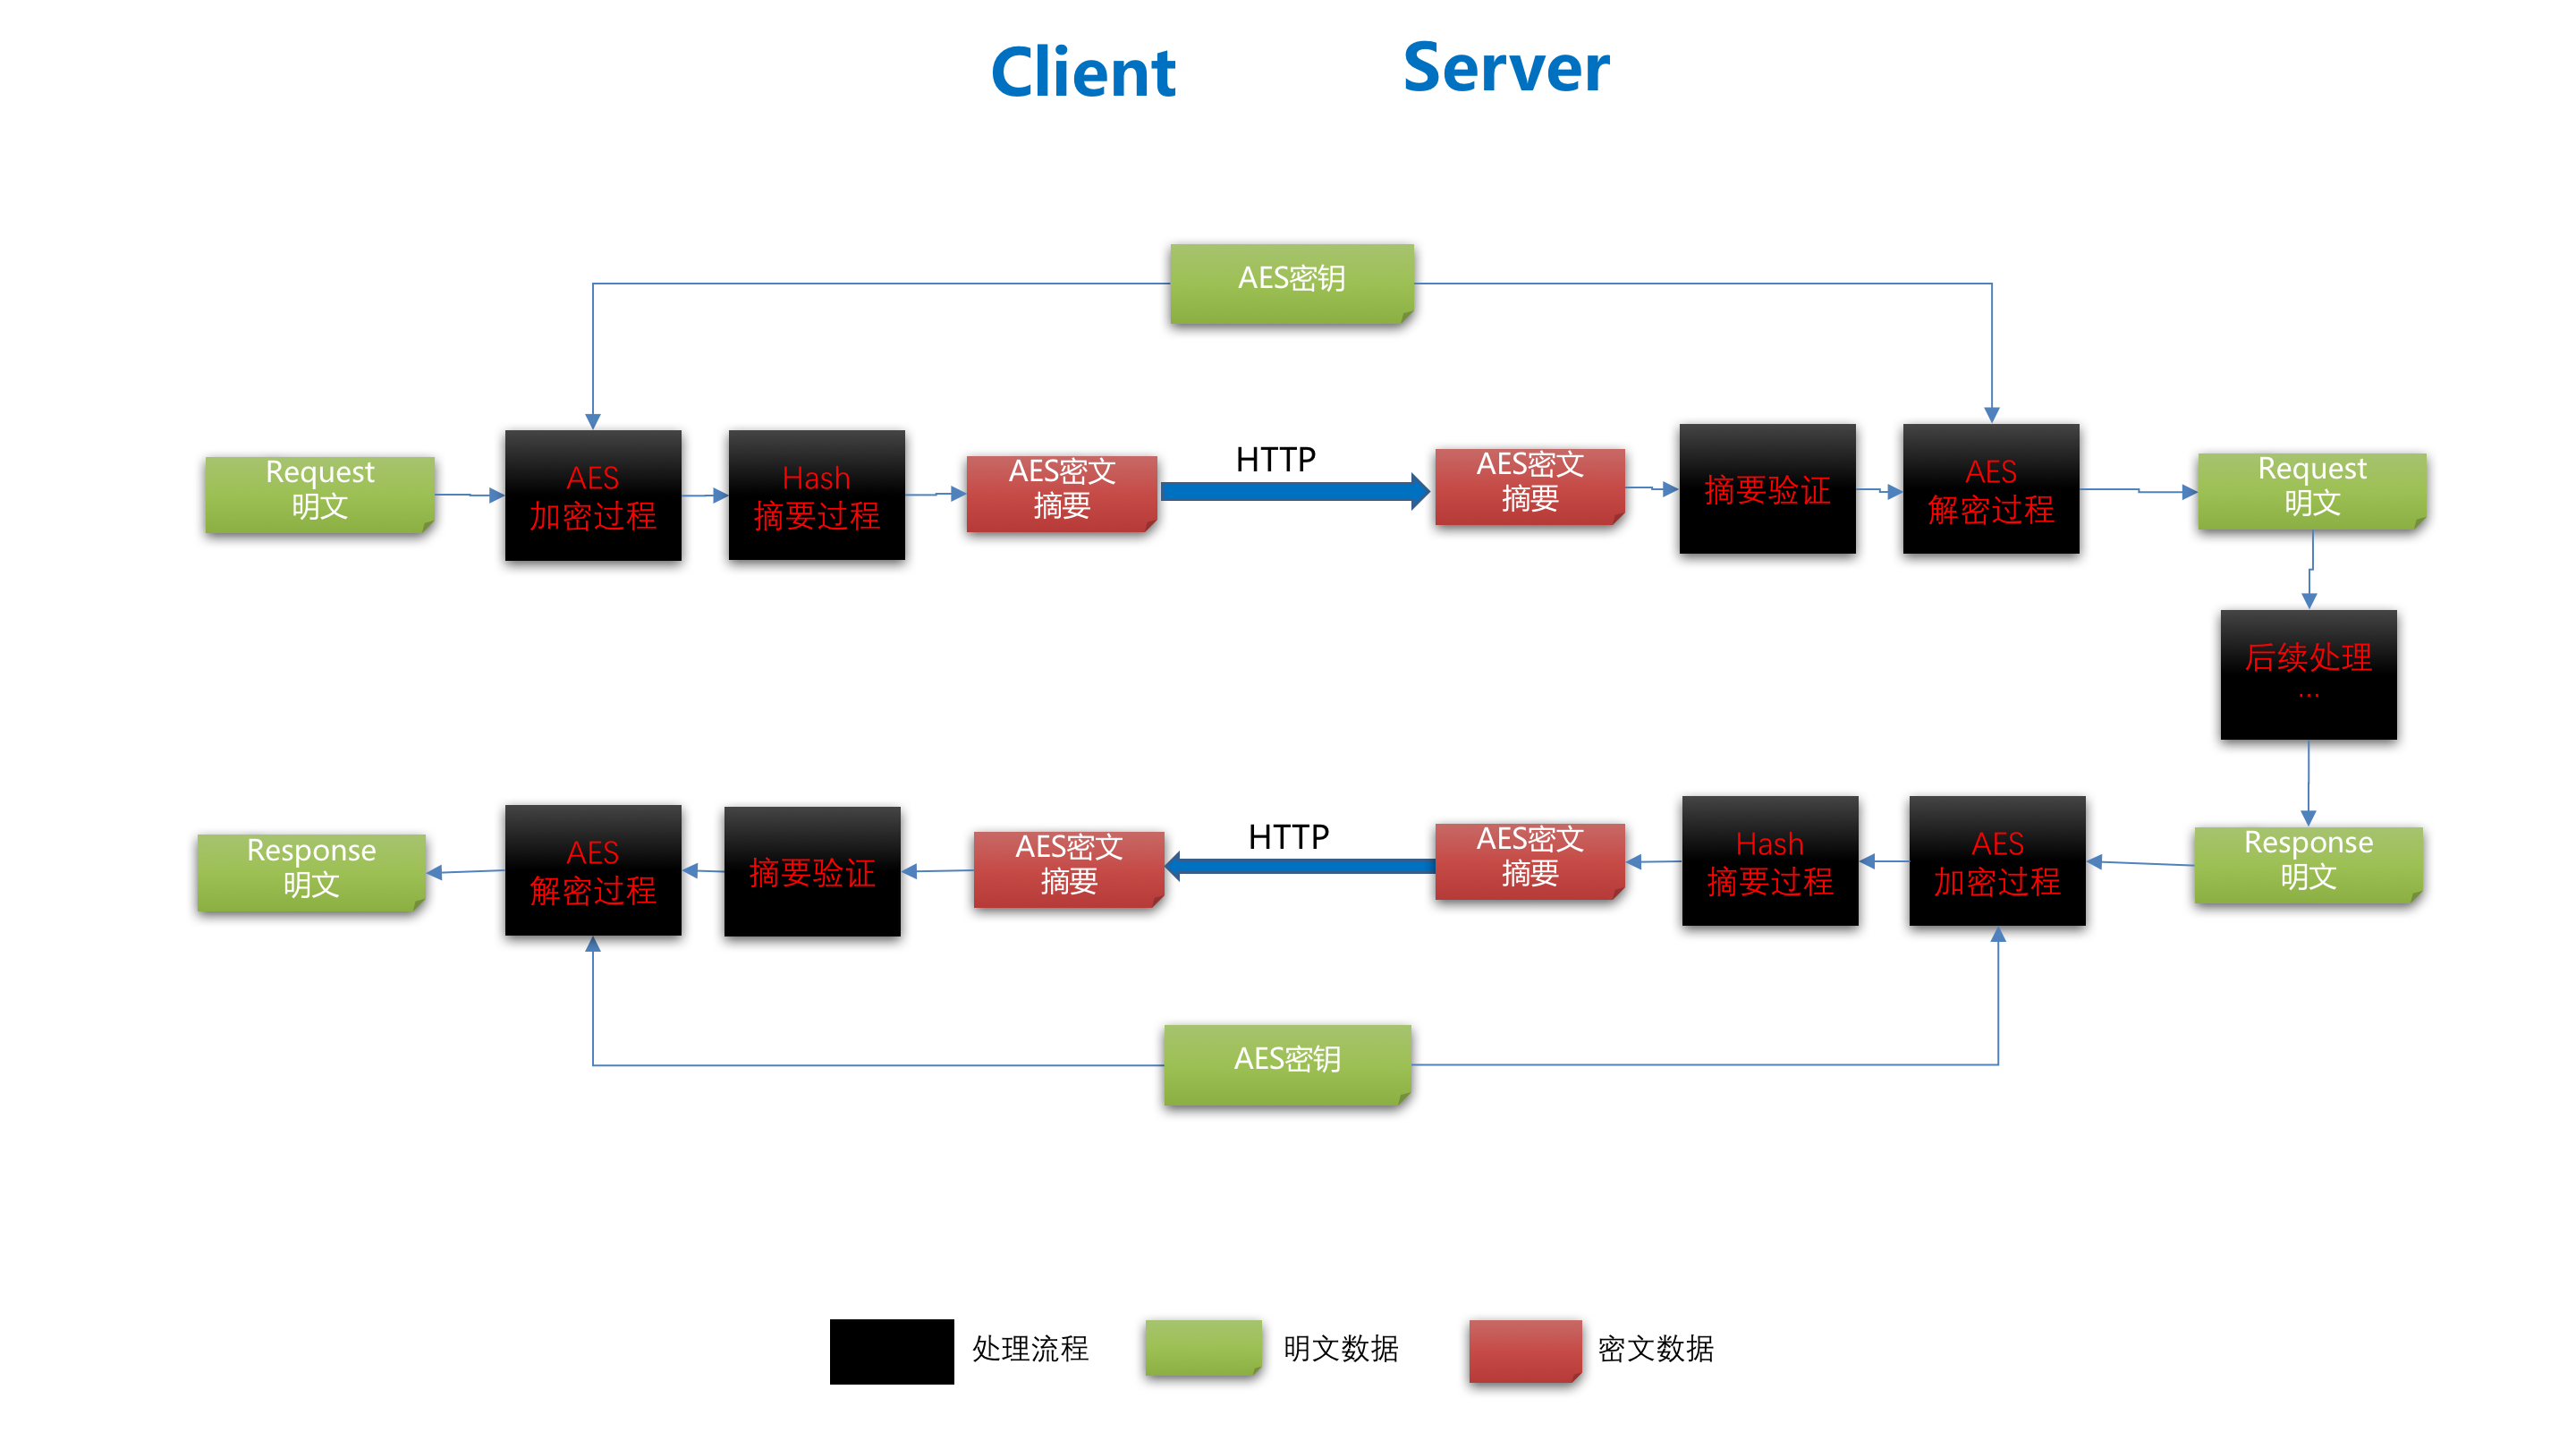 Client
Server
AES密钥
Request
明文
AES
加密过程
Hash
摘要过程
AES密文
摘要
HTTP
AES密文
摘要
摘要验证
AES
解密过程
Request
明文
后续处理
...
Response
明文
AES
解密过程
摘要验证
AES密文
摘要
HTTP
AES密文
摘要
Hash
摘要过程
AES
加密过程
Response
明文
AES密钥
处理流程
明文数据
密文数据